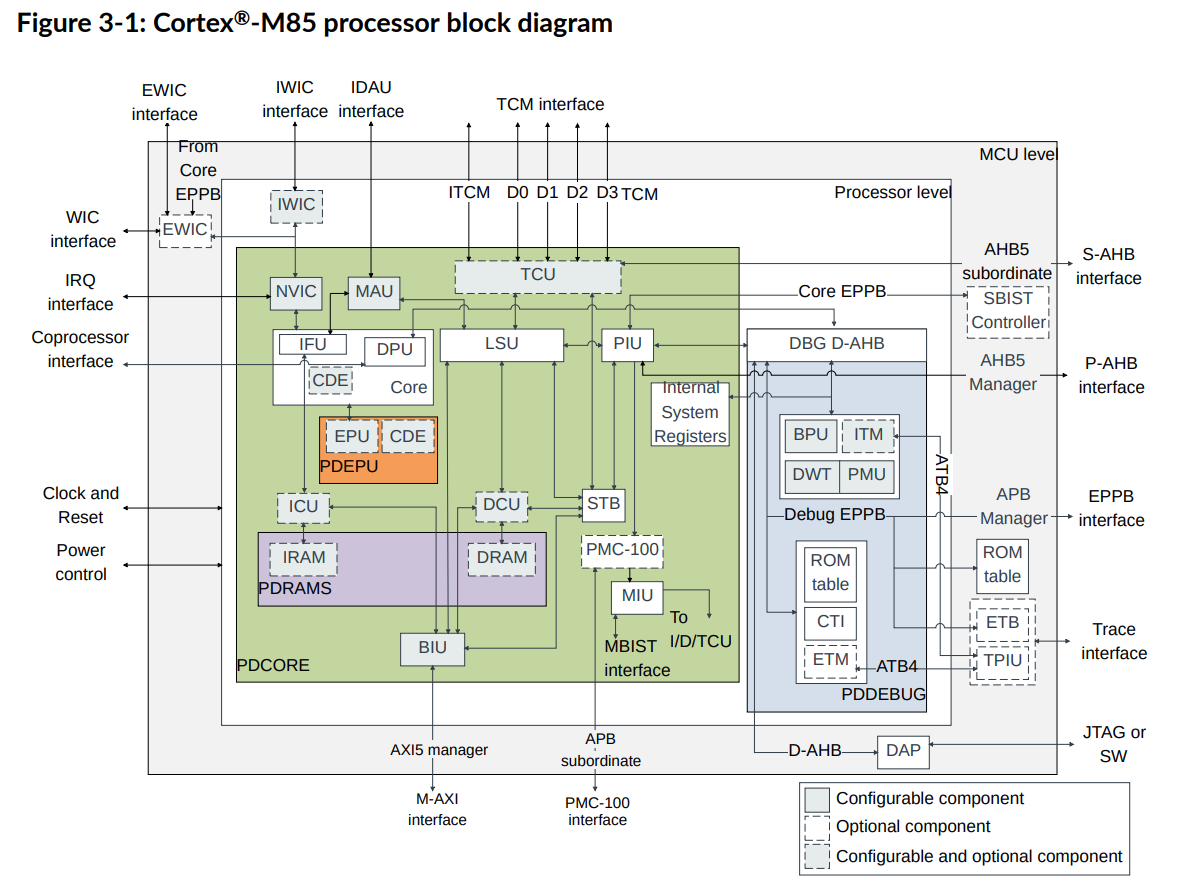 Figure 3-1: Cortex®-M85 processor block diagram
EWIC
interface
IWIC
interface
IDAU
interface
TCM interface
From
Core
EPPB
MCU level
Processor level
IWIC
ITCM
D0
D1
D2
D3
TCM
WIC
interface
EWIC
AHB5
subordinate
S-AHB
interface
IRQ
interface
NVIC
MAU
TCU
Core EPPB
SBIST
Controller
Coprocessor
interface
IFU
DPU
CDE
Core
LSU
PIU
DBG D-AHB
AHB5
Manager
P-AHB
interface
Internal
System
Registers
EPU
CDE
PDEPU
BPU
ITM
DWT
PMU
ATB4
Clock and
Reset
ICU
DCU
STB
Debug EPPB
APB
Manager
EPPB
interface
Power
control
IRAM
DRAM
PDRAMS
PMC-100
MIU
To
I/D/TCU
MBIST
interface
ROM
table
CTI
ETM
ATB4
PDDEBUG
ROM
table
ETB
TPIU
Trace
interface
BIU
PDCORE
AXI5 manager
APB
subordinate
D-AHB
DAP
JTAG or
SW
M-AXI
interface
PMC-100
interface
Configurable component
Optional component
Configurable and optional component